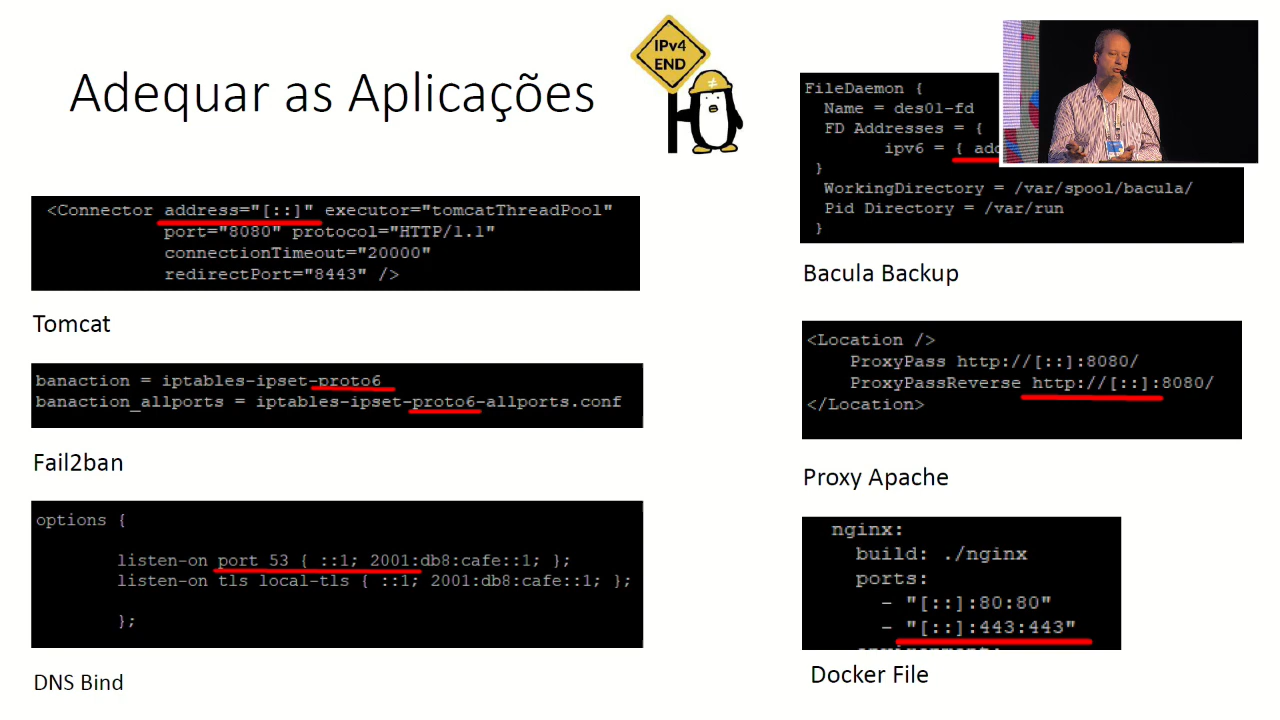 Adequar as Aplicações
IPv4
END
<Connector address="[::]" executor="tomcatThreadPool"
port="8080" protocol="HTTP/1.1"
connectionTimeout="20000"
redirectPort="8443" />
Tomcat
banaction = iptables-ipset-proto6
banaction_allports = iptables-ipset-proto6-allports.conf
Fail2ban
options {
listen-on port 53 { ::1; 2001:db8:cafe::1; };
listen-on tls local-tls { ::1; 2001:db8:cafe::1; };
};
DNS Bind
FileDaemon {
Name = des01-fd
FD Addresses = {
ipv6 = {
}
WorkingDirectory = /var/spool/bacula/
Pid Directory = /var/run
}
Bacula Backup
<Location />
ProxyPass http://[::]:8080/
ProxyPassReverse http://[::]:8080/
</Location>
Proxy Apache
nginx:
build: ./nginx
ports:
- "[::]:80:80"
- "[::]:443:443"
Docker File